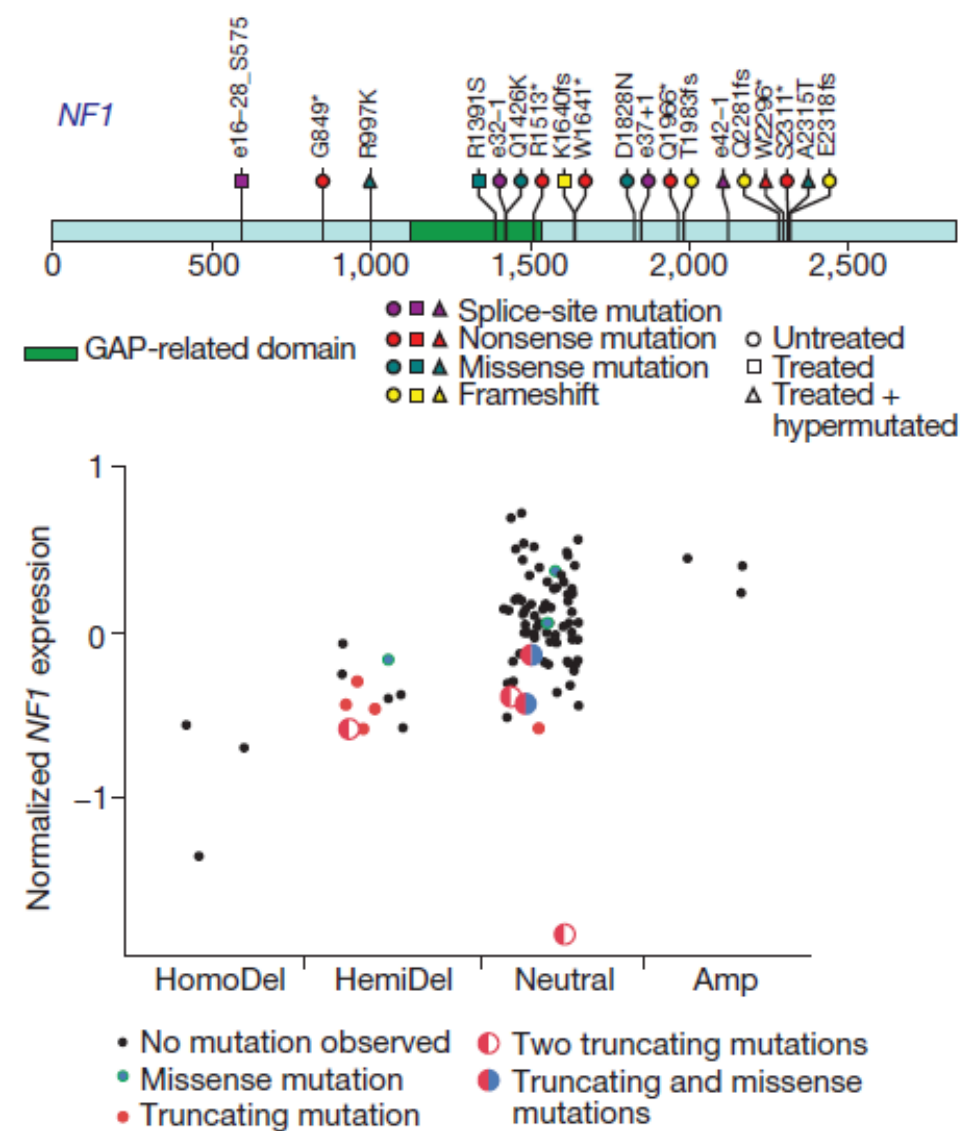 NF1
e16–28_S575
G849*
R997K
R1391S
e32–1
Q1426K
R1513*
K1640fs
W1641*
D1828N
e37+1
Q1966*
T1983fs
e42–1
Q2281fs
W2296*
S2311*
A2315T
E2318fs
0 500 1,000 1,500 2,000 2,500
GAP-related domain
Splice-site mutation
Nonsense mutation
Missense mutation
Frameshift
Untreated
Treated
Treated +
hypermutated
Normalized NF1 expression
1
0
–1
HomoDel HemiDel Neutral Amp
No mutation observed
Missense mutation
Truncating mutation
Two truncating mutations
Truncating and missense
mutations